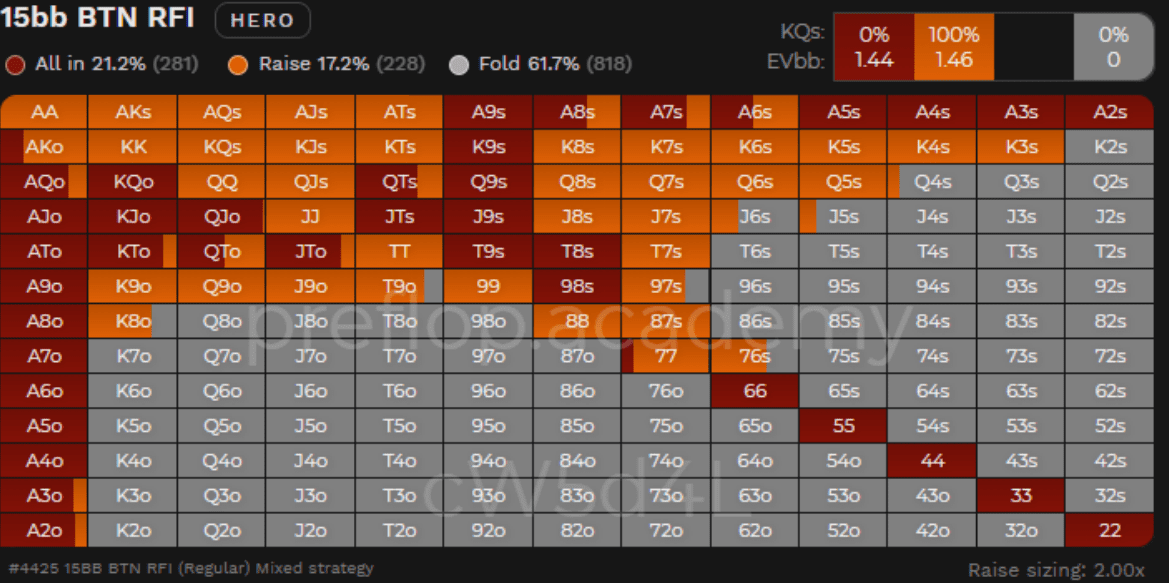 15bb BTN RFI HERO
All in 21.2% (281) Raise 17.2% (228) Fold 61.7% (818)
KQs: 0% 100% 0%
EVbb: 1.44 1.46 0
AA AKs AQs AJs ATs A9s A8s A7s A6s A5s A4s A3s A2s
AKo KK KQs KJs KTs K9s K8s K7s K6s K5s K4s K3s K2s
AQo KQo QQ QJs QTs Q9s Q8s Q7s Q6s Q5s Q4s Q3s Q2s
AJo KJo QJo JJ JTs J9s J8s J7s J6s J5s J4s J3s J2s
ATo KTo QTo JTo TT T9s T8s T7s T6s T5s T4s T3s T2s
A9o K9o Q9o J9o T9o 99 98s 97s 96s 95s 94s 93s 92s
A8o K8o Q8o J8o T8o 98o 88 87s 86s 85s 84s 83s 82s
preflop.academy
A7o K7o Q7o J7o T7o 97o 87o 77 76s 75s 74s 73s 72s
A6o K6o Q6o J6o T6o 96o 86o 76o 66 65s 64s 63s 62s
A5o K5o Q5o J5o T5o 95o 85o 75o 65o 55 54s 53s 52s
A4o K4o Q4o J4o T4o 94o 84o 74o 64o 54o 44 43s 42s
A3o K3o Q3o J3o T3o 93o 83o 73o 63o 53o 43o 33 32s
cW5d4L
A2o K2o Q2o J2o T2o 92o 82o 72o 62o 52o 42o 32o 22
#4425 15BB BTN RFI (Regular) Mixed strategy
Raise sizing: 2.00x